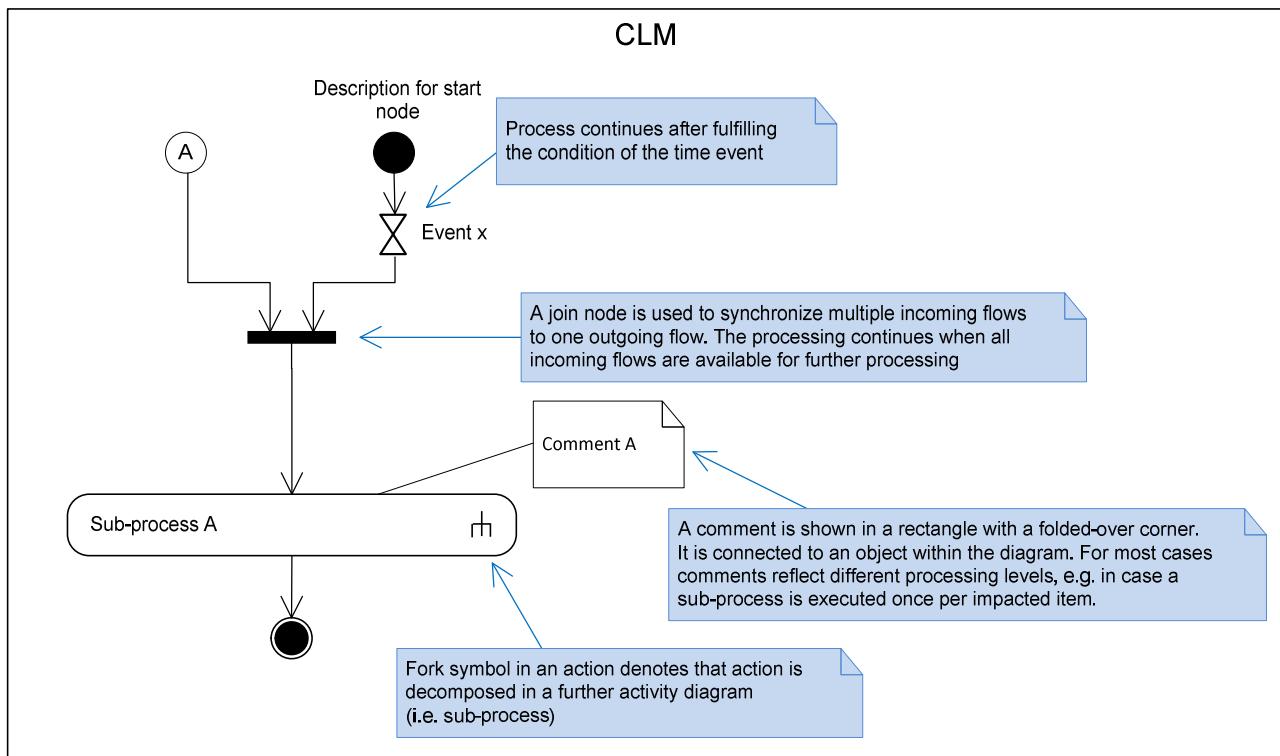 CLM
Description for start
node
A
Process continues after fulfilling
the condition of the time event
Event x
A join node is used to synchronize multiple incoming flows
to one outgoing flow. The processing continues when all
incoming flows are available for further processing
Comment A
Sub-process A
A comment is shown in a rectangle with a folded-over corner.
It is connected to an object within the diagram. For most cases
comments reflect different processing levels, e.g. in case a
sub-process is executed once per impacted item.
Fork symbol in an action denotes that action is
decomposed in a further activity diagram
(i.e. sub-process)